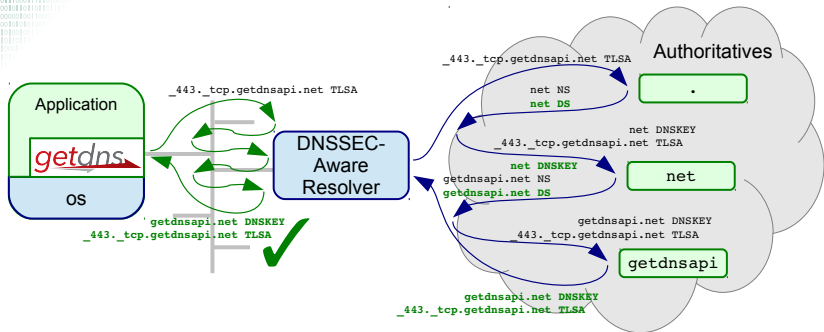 Application
getdns
os
_443._tcp.getdnsapi.net TLSA
getdnsapi.net DNSKEY
_443._tcp.getdnsapi.net TLSA
DNSSEC-
Aware
Resolver
Authoritatives
_443._tcp.getdnsapi.net TLSA
.
net NS
net DS
net DNSKEY
_443._tcp.getdnsapi.net TLSA
net DNSKEY
getdnsapi.net NS
getdnsapi.net DS
net
getdnsapi.net DNSKEY
_443._tcp.getdnsapi.net TLSA
getdnsapi
getdnsapi.net DNSKEY
_443._tcp.getdnsapi.net TLSA